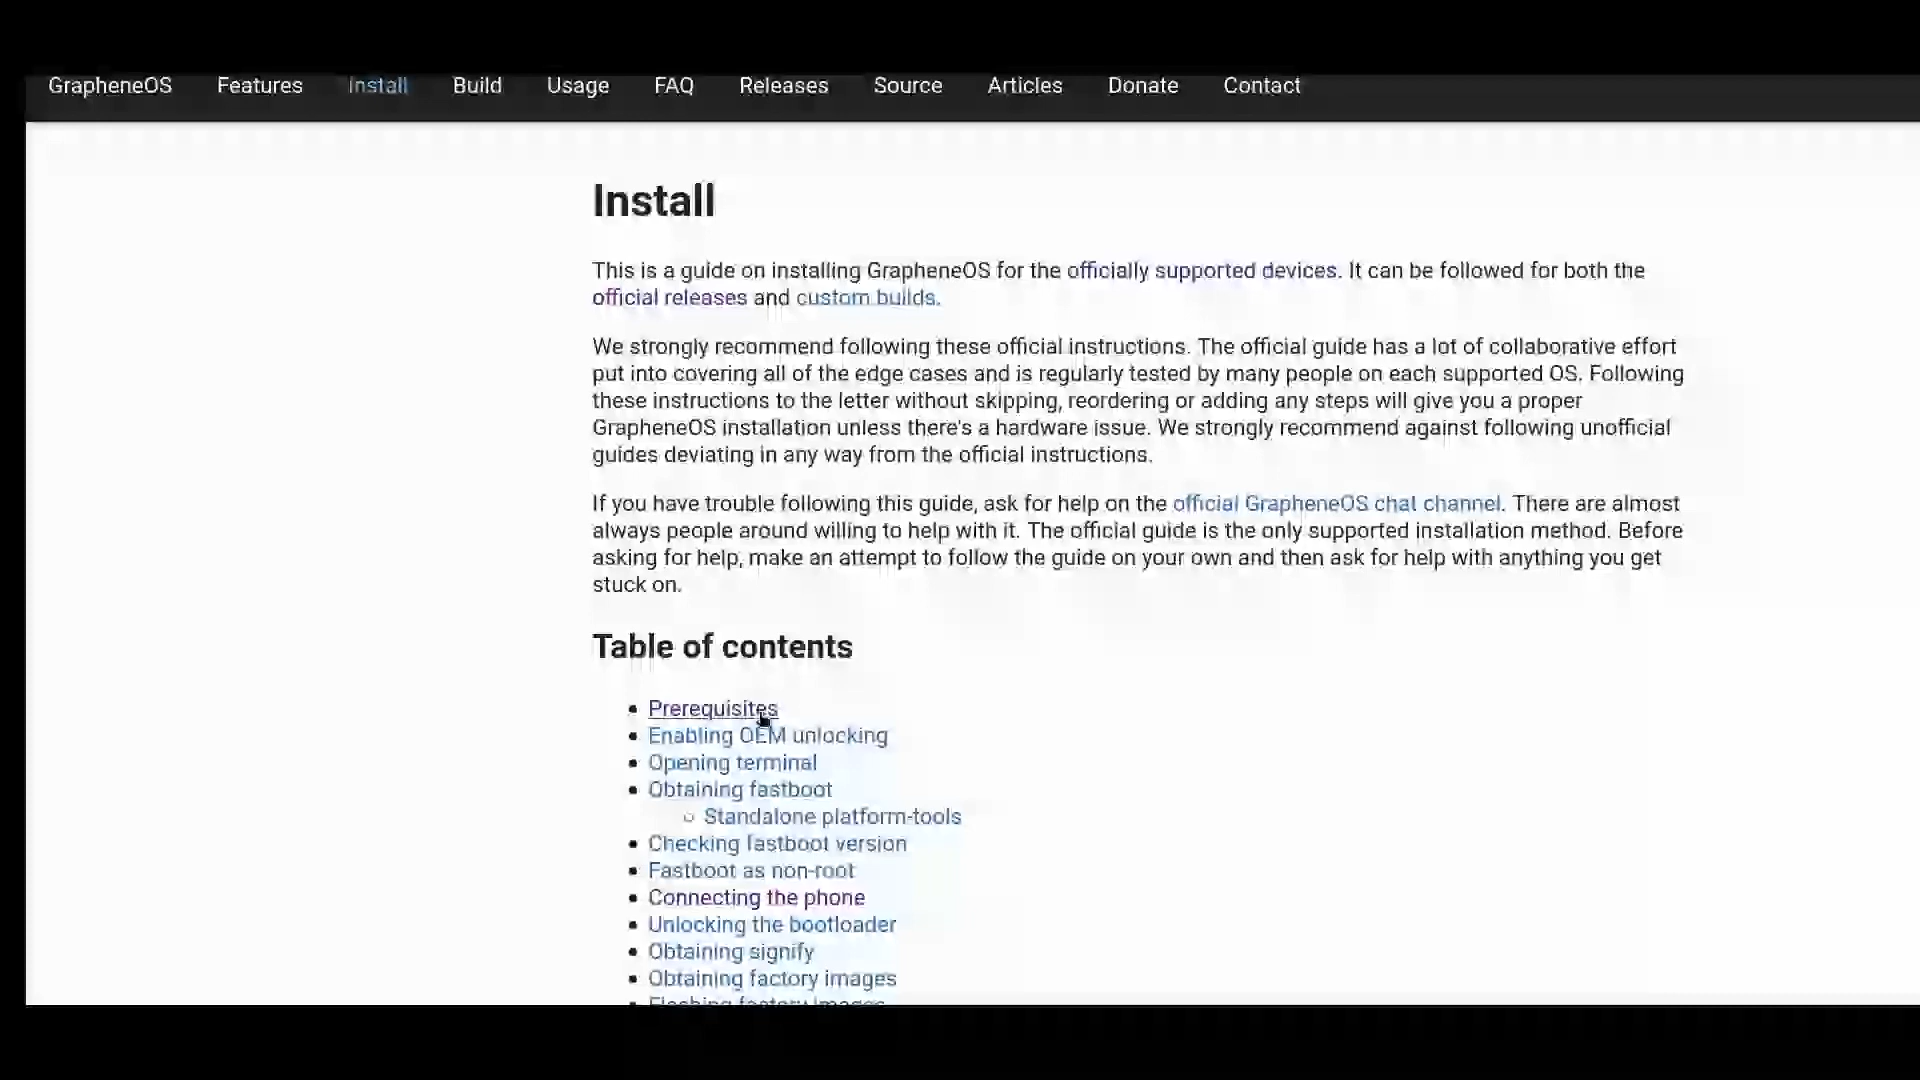 GrapheneOS Features Install Build Usage FAQ Releases Source Articles Donate Contact
Install
This is a guide on installing GrapheneOS for the officially supported devices. It can be followed for both the
official releases and custom builds.
We strongly recommend following these official instructions. The official guide has a lot of collaborative effort
put into covering all of the edge cases and is regularly tested by many people on each supported OS. Following
these instructions to the letter without skipping, reordering or adding any steps will give you a proper
GrapheneOS installation unless there's a hardware issue. We strongly recommend against following unofficial
guides deviating in any way from the official instructions.
If you have trouble following this guide, ask for help on the official GrapheneOS chat channel. There are almost
always people around willing to help with it. The official guide is the only supported installation method. Before
asking for help, make an attempt to follow the guide on your own and then ask for help with anything you get
stuck on.
Table of contents
Prerequisites
Enabling OEM unlocking
Opening terminal
Obtaining fastboot
Standalone platform-tools
Checking fastboot version
Fastboot as non-root
Connecting the phone
Unlocking the bootloader
Obtaining signify
Obtaining factory images
Flashing factory images